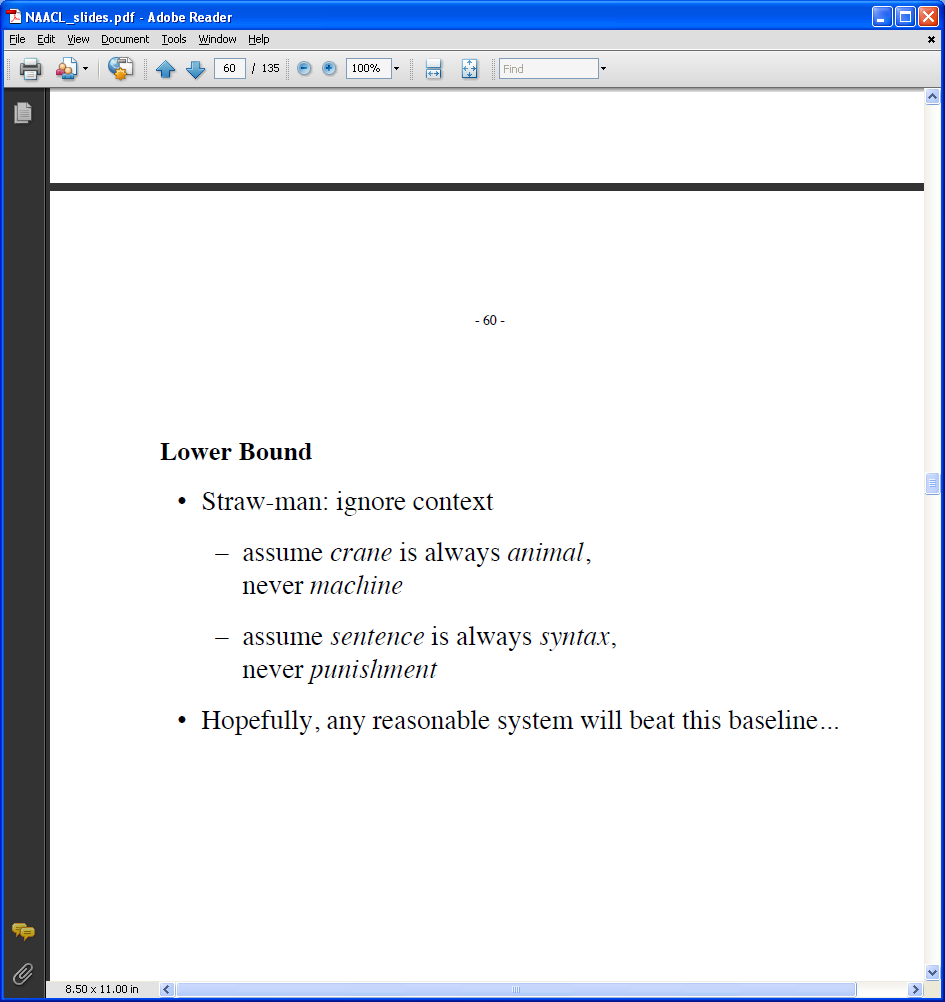 NAACL_slides.pdf - Adobe Reader
File Edit View Document Tools Window Help
60 / 135 100% Find
- 60 -
Lower Bound
• Straw-man: ignore context
– assume crane is always animal,
never machine
– assume sentence is always syntax,
never punishment
• Hopefully, any reasonable system will beat this baseline...
8.50 x 11.00 in